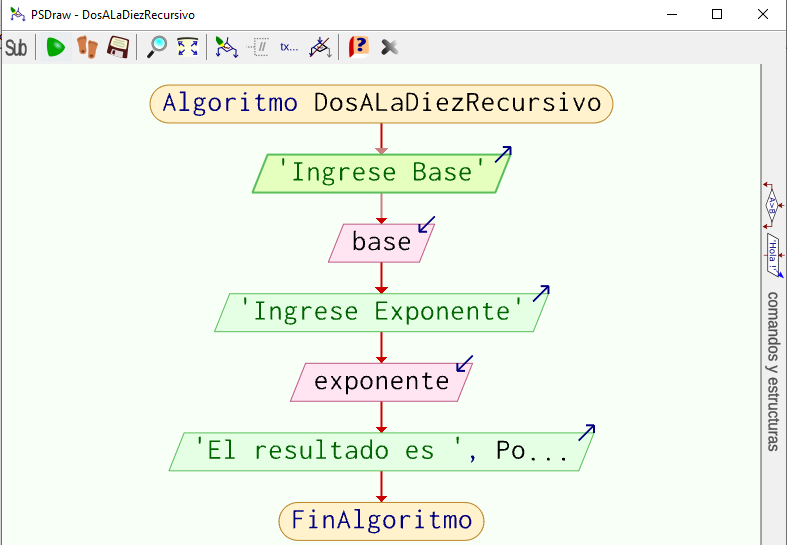 PSDraw - DosALaDiezRecursivo
Sub
tx...
?
Algoritmo DosALaDiezRecursivo
'Ingrese Base'
base
'Ingrese Exponente'
exponente
'El resultado es ', Po...
FinAlgoritmo
A>B
'Hola !'
comandos y estructuras